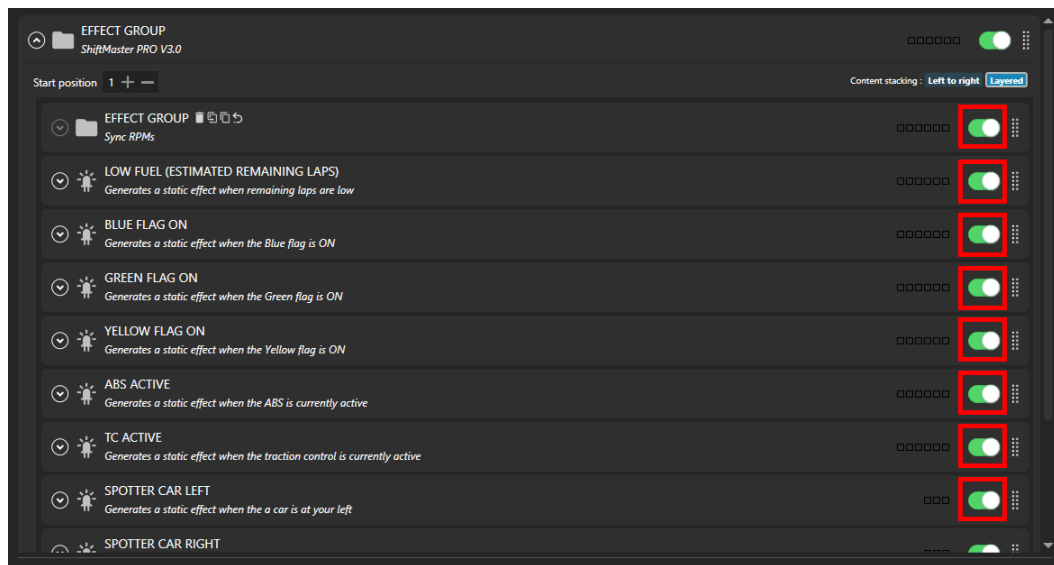 EFFECT GROUP
ShiftMaster PRO V3.0
Start position 1 Content stacking : Left to right Layered
EFFECT GROUP
Sync RPMs
LOW FUEL (ESTIMATED REMAINING LAPS)
Generates a static effect when remaining laps are low
BLUE FLAG ON
Generates a static effect when the Blue flag is ON
GREEN FLAG ON
Generates a static effect when the Green flag is ON
YELLOW FLAG ON
Generates a static effect when the Yellow flag is ON
ABS ACTIVE
Generates a static effect when the ABS is currently active
TC ACTIVE
Generates a static effect when the traction control is currently active
SPOTTER CAR LEFT
Generates a static effect when the a car is at your left
SPOTTER CAR RIGHT